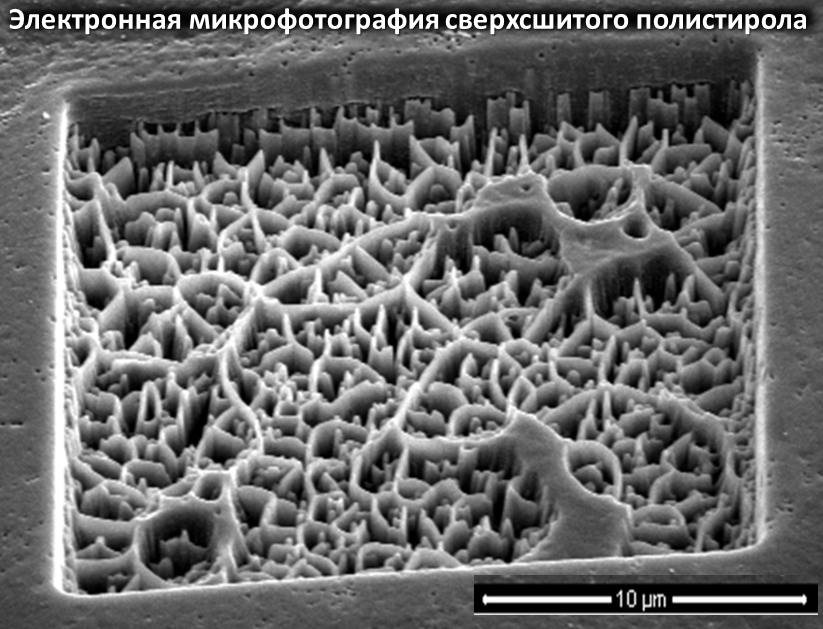 Электронная микрофотография сверхсшитого полистирола
10 µm